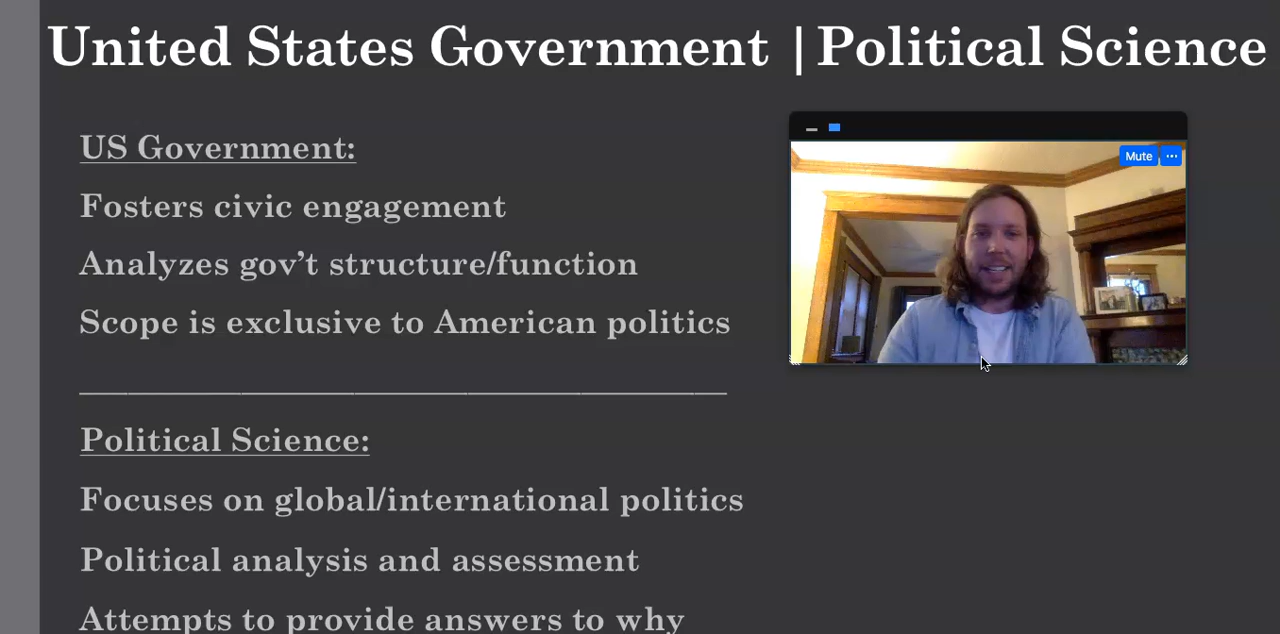 United States Government | Political Science
US Government:
Fosters civic engagement
Analyzes gov’t structure/function
Scope is exclusive to American politics
Political Science:
Focuses on global/international politics
Political analysis and assessment
Attempts to provide answers to why
Mute